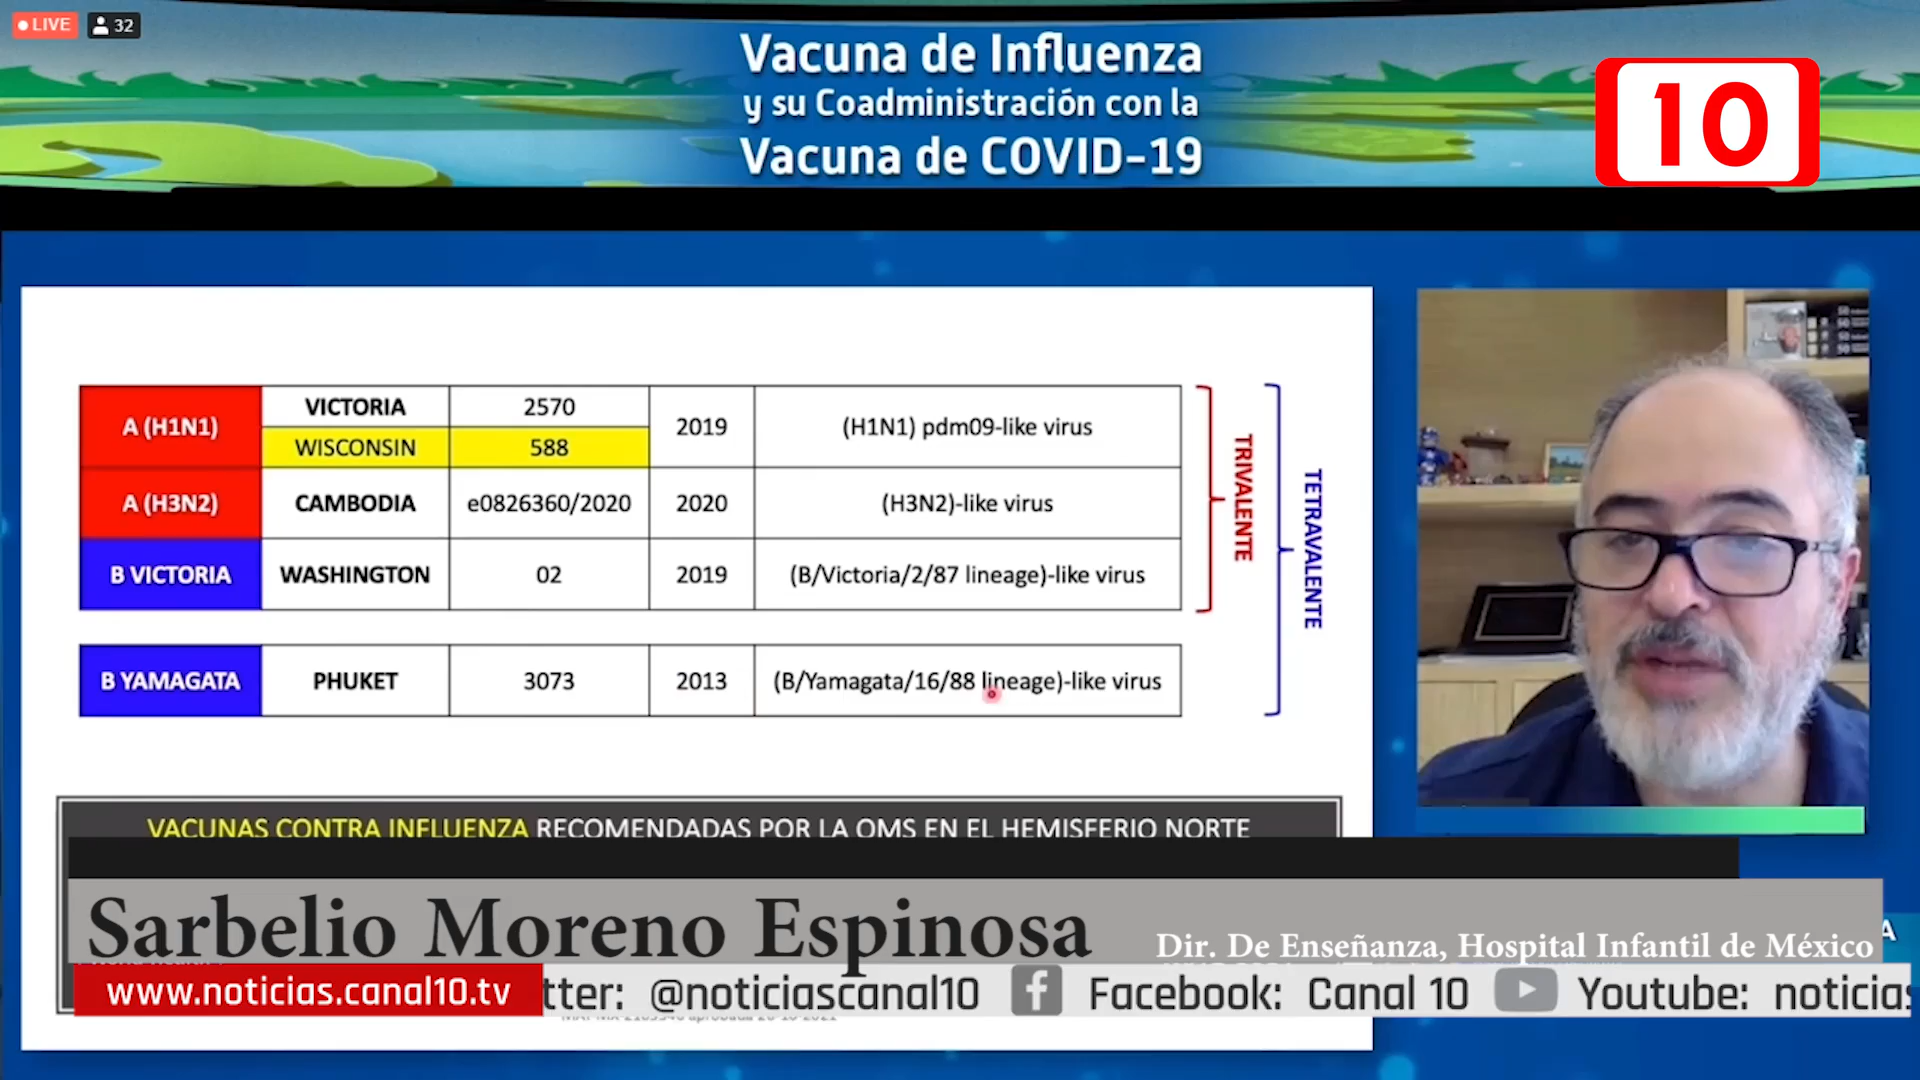 LIVE 32
Vacuna de Influenza
y su Coadministración con la
Vacuna de COVID-19
10
A (H1N1) VICTORIA 2570 2019 (H1N1) pdm09-like virus
WISCONSIN 588
A (H3N2) CAMBODIA e0826360/2020 2020 (H3N2)-like virus
B VICTORIA WASHINGTON 02 2019 (B/Victoria/2/87 lineage)-like virus
B YAMAGATA PHUKET 3073 2013 (B/Yamagata/16/88 lineage)-like virus
TRIVALENTE
TETRAVALENTE
VACUNAS CONTRA INFLUENZA RECOMENDADAS POR LA OMS EN EL HEMISFERIO NORTE
Sarbelio Moreno Espinosa
Dir. De Enseñanza, Hospital Infantil de México
www.noticias.canal10.tv tter: @noticiascanal10 Facebook: Canal 10 Youtube: noticias